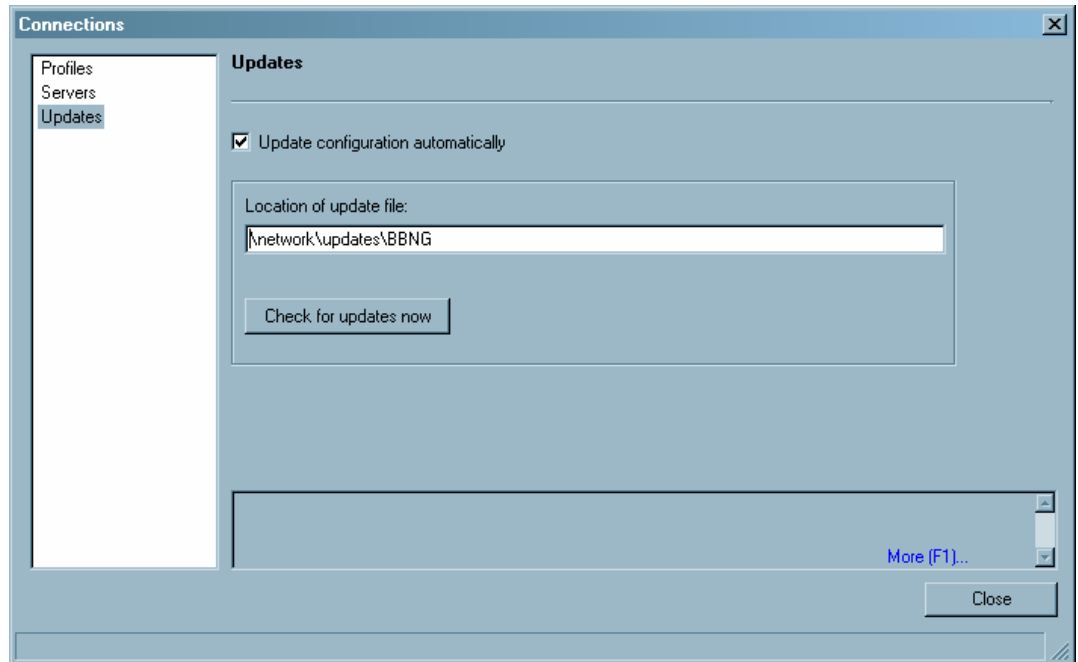 Connections
Profiles
Servers
Updates
Updates
Update configuration automatically
Location of update file:
\network\updates\BBNG
Check for updates now
More (F1)...
Close